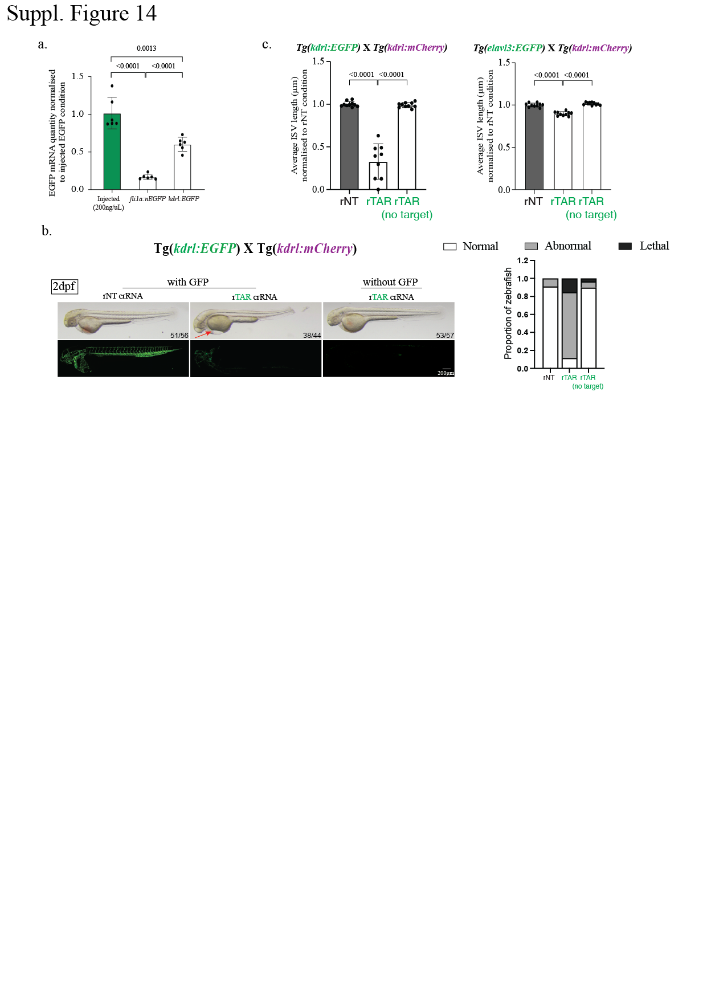 Suppl. Figure 14
a.
0.0013
<0.0001 <0.0001
EGFP mRNA quantity normalised
to injected EGFP condition
1.5
1.0
0.5
0.0
Injected
(200ng/uL)
fli1a:nEGFP
kdrl:EGFP
c.
Tg(kdrl:EGFP) X Tg(kdrl:mCherry)
<0.0001 <0.0001
Average ISV length (µm)
normalised to rNT condition
1.5
1.0
0.5
0.0
rNT rTAR rTAR
(no target)
Tg(elavl3:EGFP) X Tg(kdrl:mCherry)
<0.0001 <0.0001
Average ISV length (µm)
normalised to rNT condition
1.5
1.0
0.5
0.0
rNT rTAR rTAR
(no target)
b.
Tg(kdrl:EGFP) X Tg(kdrl:mCherry)
2dpf
with GFP
without GFP
rNT crRNA
rTAR crRNA
rTAR crRNA
51/56
38/44
53/57
200µm
Normal
Abnormal
Lethal
Proportion of zebrafish
1.2
1.0
0.8
0.6
0.4
0.2
0.0
rNT rTAR rTAR
(no target)